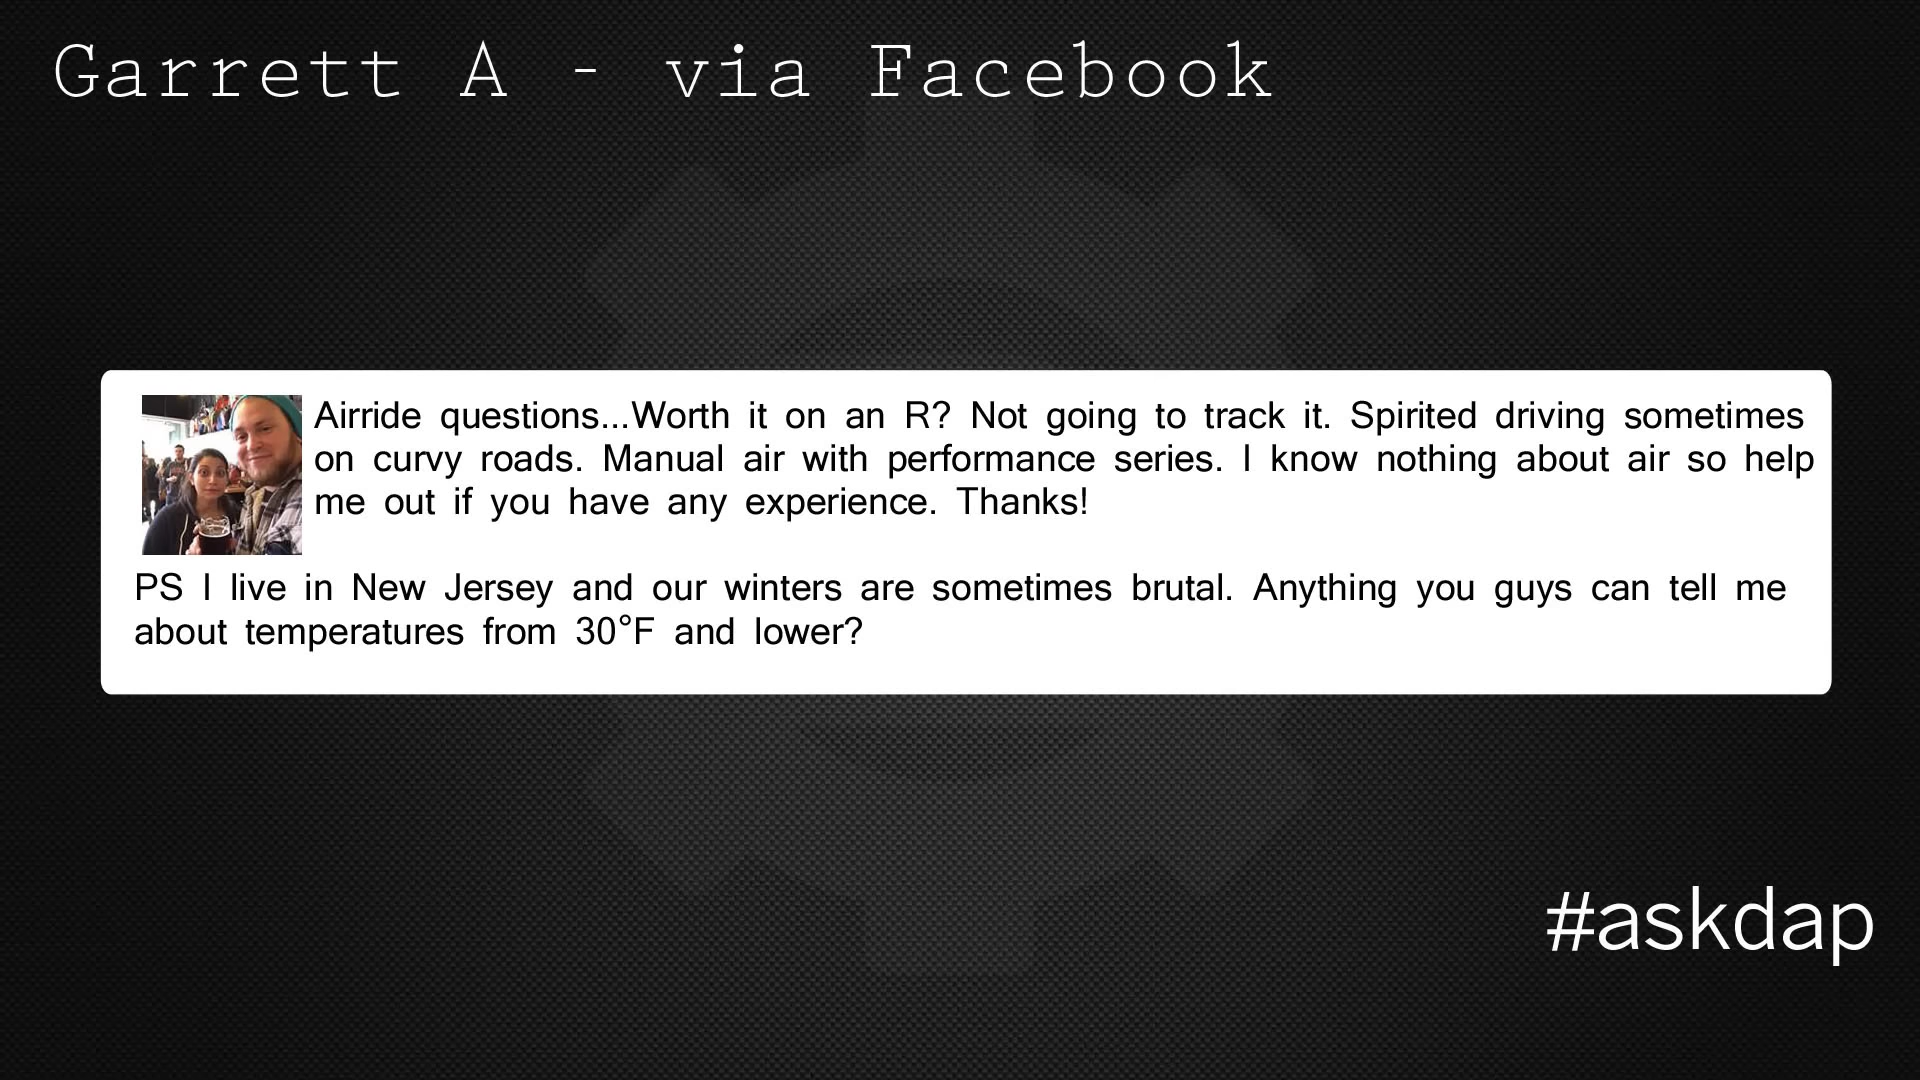 Garrett A - via Facebook
Airride questions...Worth it on an R? Not going to track it. Spirited driving sometimes
on curvy roads. Manual air with performance series. I know nothing about air so help
me out if you have any experience. Thanks!
PS I live in New Jersey and our winters are sometimes brutal. Anything you guys can tell me
about temperatures from 30°F and lower?
#askdap